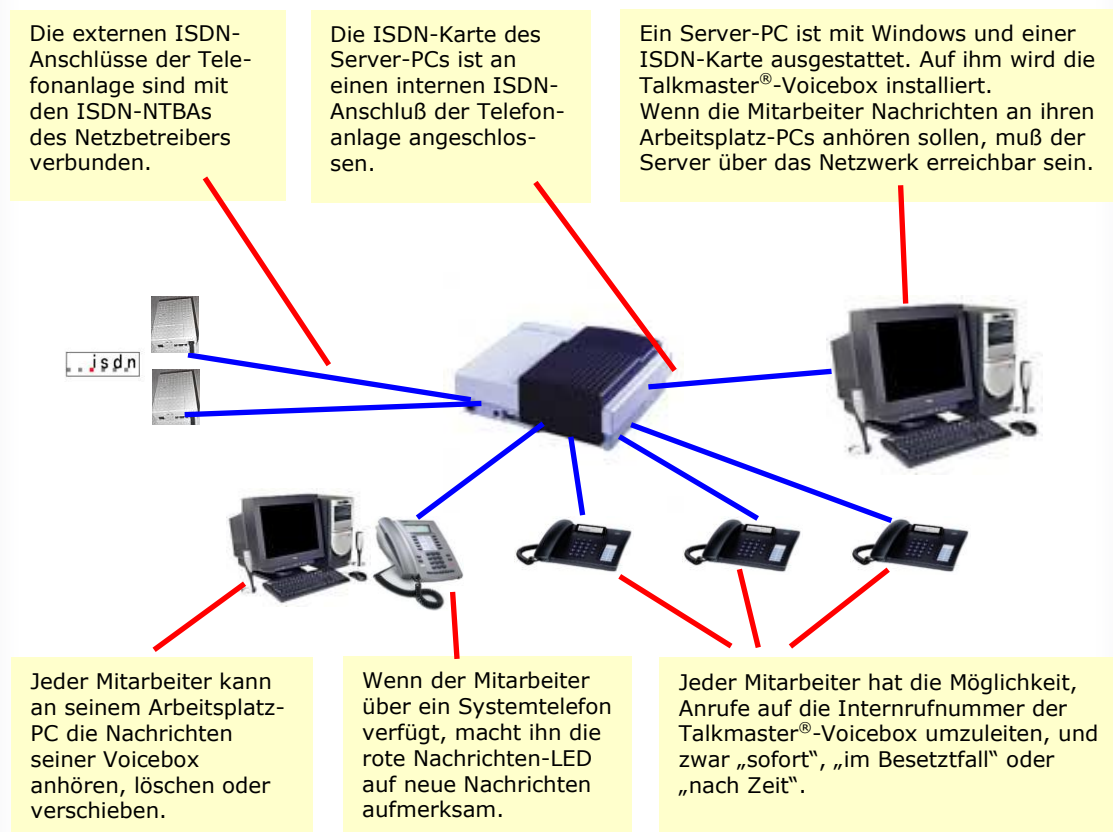 Die externen ISDN-
Anschlüsse der Tele-
fonanlage sind mit
den ISDN-NTBAs
des Netzbetreibers
verbunden.
Die ISDN-Karte des
Server-PCs ist an
einen internen ISDN-
Anschluß der Telefon-
anlage angeschlos-
sen.
Ein Server-PC ist mit Windows und einer
ISDN-Karte ausgestattet. Auf ihm wird die
Talkmaster®-Voicebox installiert.
Wenn die Mitarbeiter Nachrichten an ihren
Arbeitsplatz-PCs anhören sollen, muß der
Server über das Netzwerk erreichbar sein.
isdn
Jeder Mitarbeiter kann
an seinem Arbeitsplatz-
PC die Nachrichten
seiner Voicebox
anhören, löschen oder
verschieben.
Wenn der Mitarbeiter
über ein Systemtelefon
verfügt, macht ihn die
rote Nachrichten-LED
auf neue Nachrichten
aufmerksam.
Jeder Mitarbeiter hat die Möglichkeit,
Anrufe auf die Internrufnummer der
Talkmaster®-Voicebox umzuleiten, und
zwar „sofort“, „im Besetztfall“ oder
„nach Zeit“.